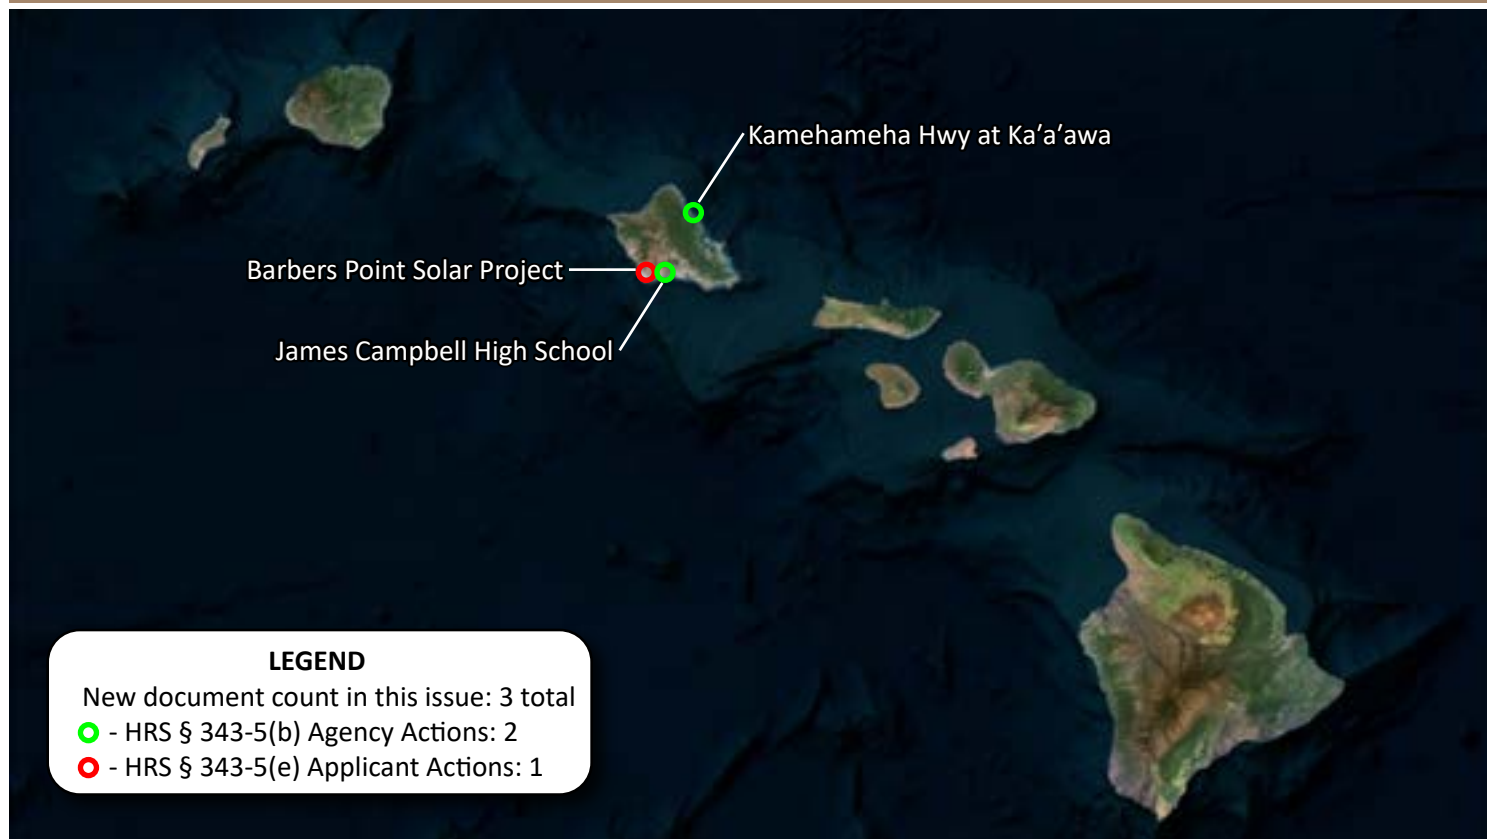 Kamehameha Hwy at Ka’a’awa
Barbers Point Solar Project
James Campbell High School
LEGEND
New document count in this issue: 3 total
- HRS § 343-5(b) Agency Actions: 2
- HRS § 343-5(e) Applicant Actions: 1